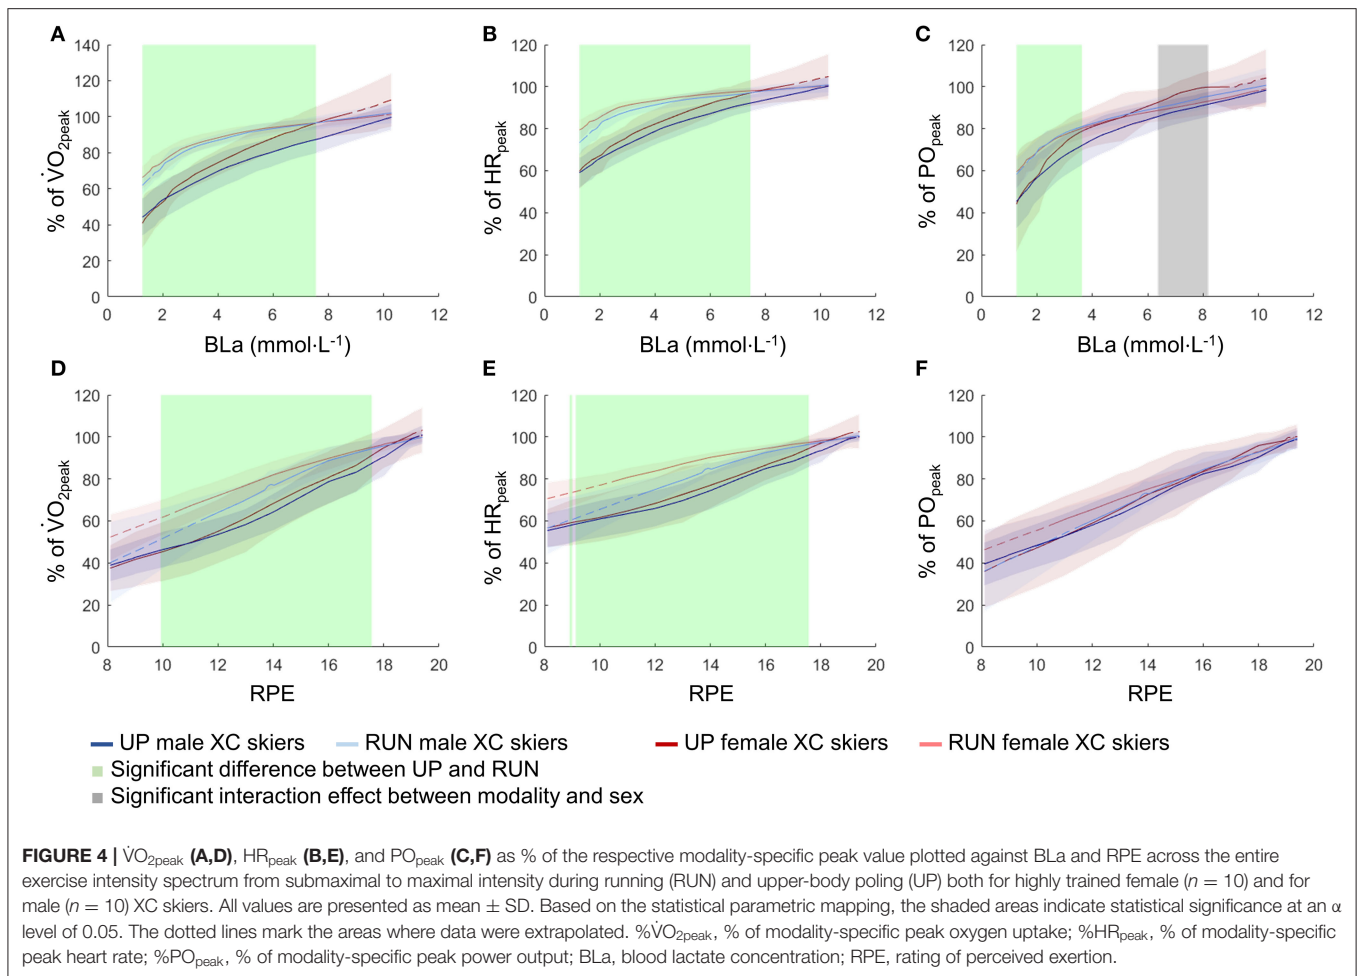 A
140
120
100
80
60
40
20
0
% of V̇O2peak
0 2 4 6 8 10 12
BLa (mmol·L-1)
B
120
100
80
60
40
20
0
% of HRpeak
0 2 4 6 8 10 12
BLa (mmol·L-1)
C
120
100
80
60
40
20
0
% of POpeak
0 2 4 6 8 10 12
BLa (mmol·L-1)
D
120
100
80
60
40
20
0
% of V̇O2peak
8 10 12 14 16 18 20
RPE
E
120
100
80
60
40
20
0
% of HRpeak
8 10 12 14 16 18 20
RPE
F
120
100
80
60
40
20
0
% of POpeak
8 10 12 14 16 18 20
RPE
UP male XC skiers RUN male XC skiers UP female XC skiers RUN female XC skiers
Significant difference between UP and RUN
Significant interaction effect between modality and sex
FIGURE 4 | V̇O2peak (A,D), HRpeak (B,E), and POpeak (C,F) as % of the respective modality-specific peak value plotted against BLa and RPE across the entire
exercise intensity spectrum from submaximal to maximal intensity during running (RUN) and upper-body poling (UP) both for highly trained female (n = 10) and for
male (n = 10) XC skiers. All values are presented as mean ± SD. Based on the statistical parametric mapping, the shaded areas indicate statistical significance at an α
level of 0.05. The dotted lines mark the areas where data were extrapolated. %V̇O2peak, % of modality-specific peak oxygen uptake; %HRpeak, % of modality-specific
peak heart rate; %POpeak, % of modality-specific peak power output; BLa, blood lactate concentration; RPE, rating of perceived exertion.